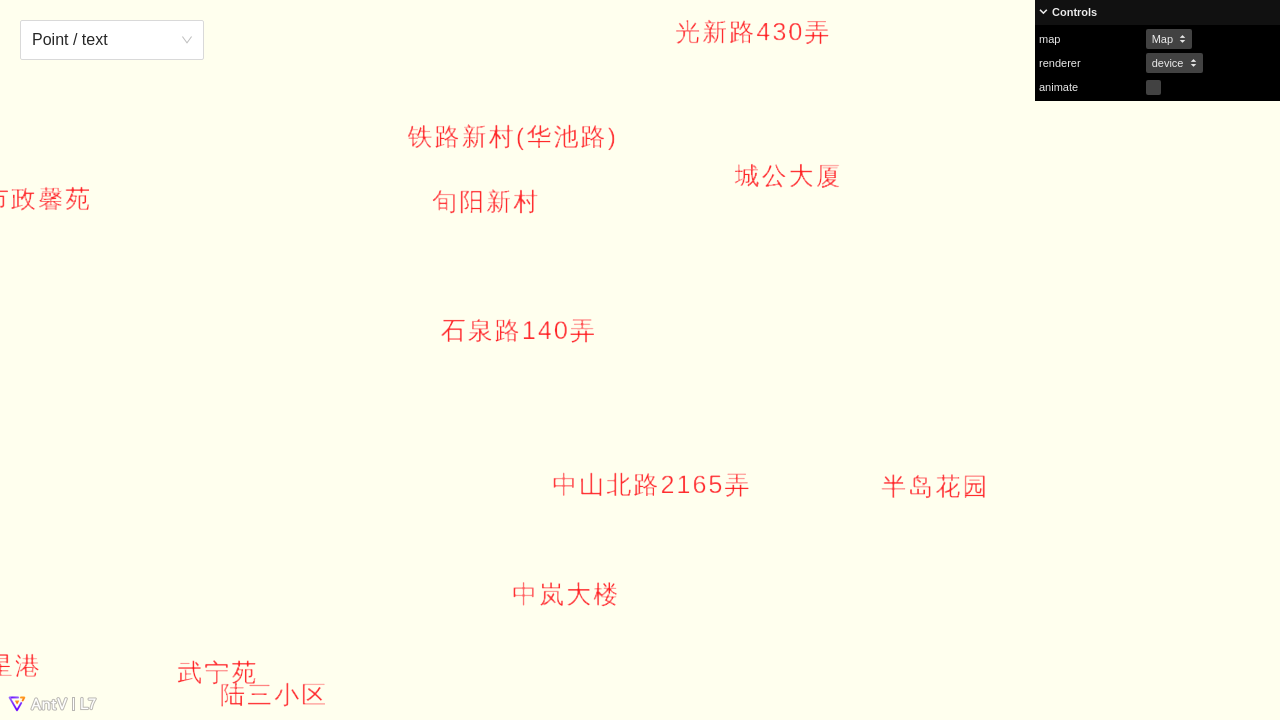 Point / text
Controls
map
Map
renderer
device
animate
光新路430弄
铁路新村(华池路)
城公大厦
市政馨苑
旬阳新村
石泉路140弄
中山北路2165弄
半岛花园
中岚大楼
星港
武宁苑
陆三小区
AntV | L7